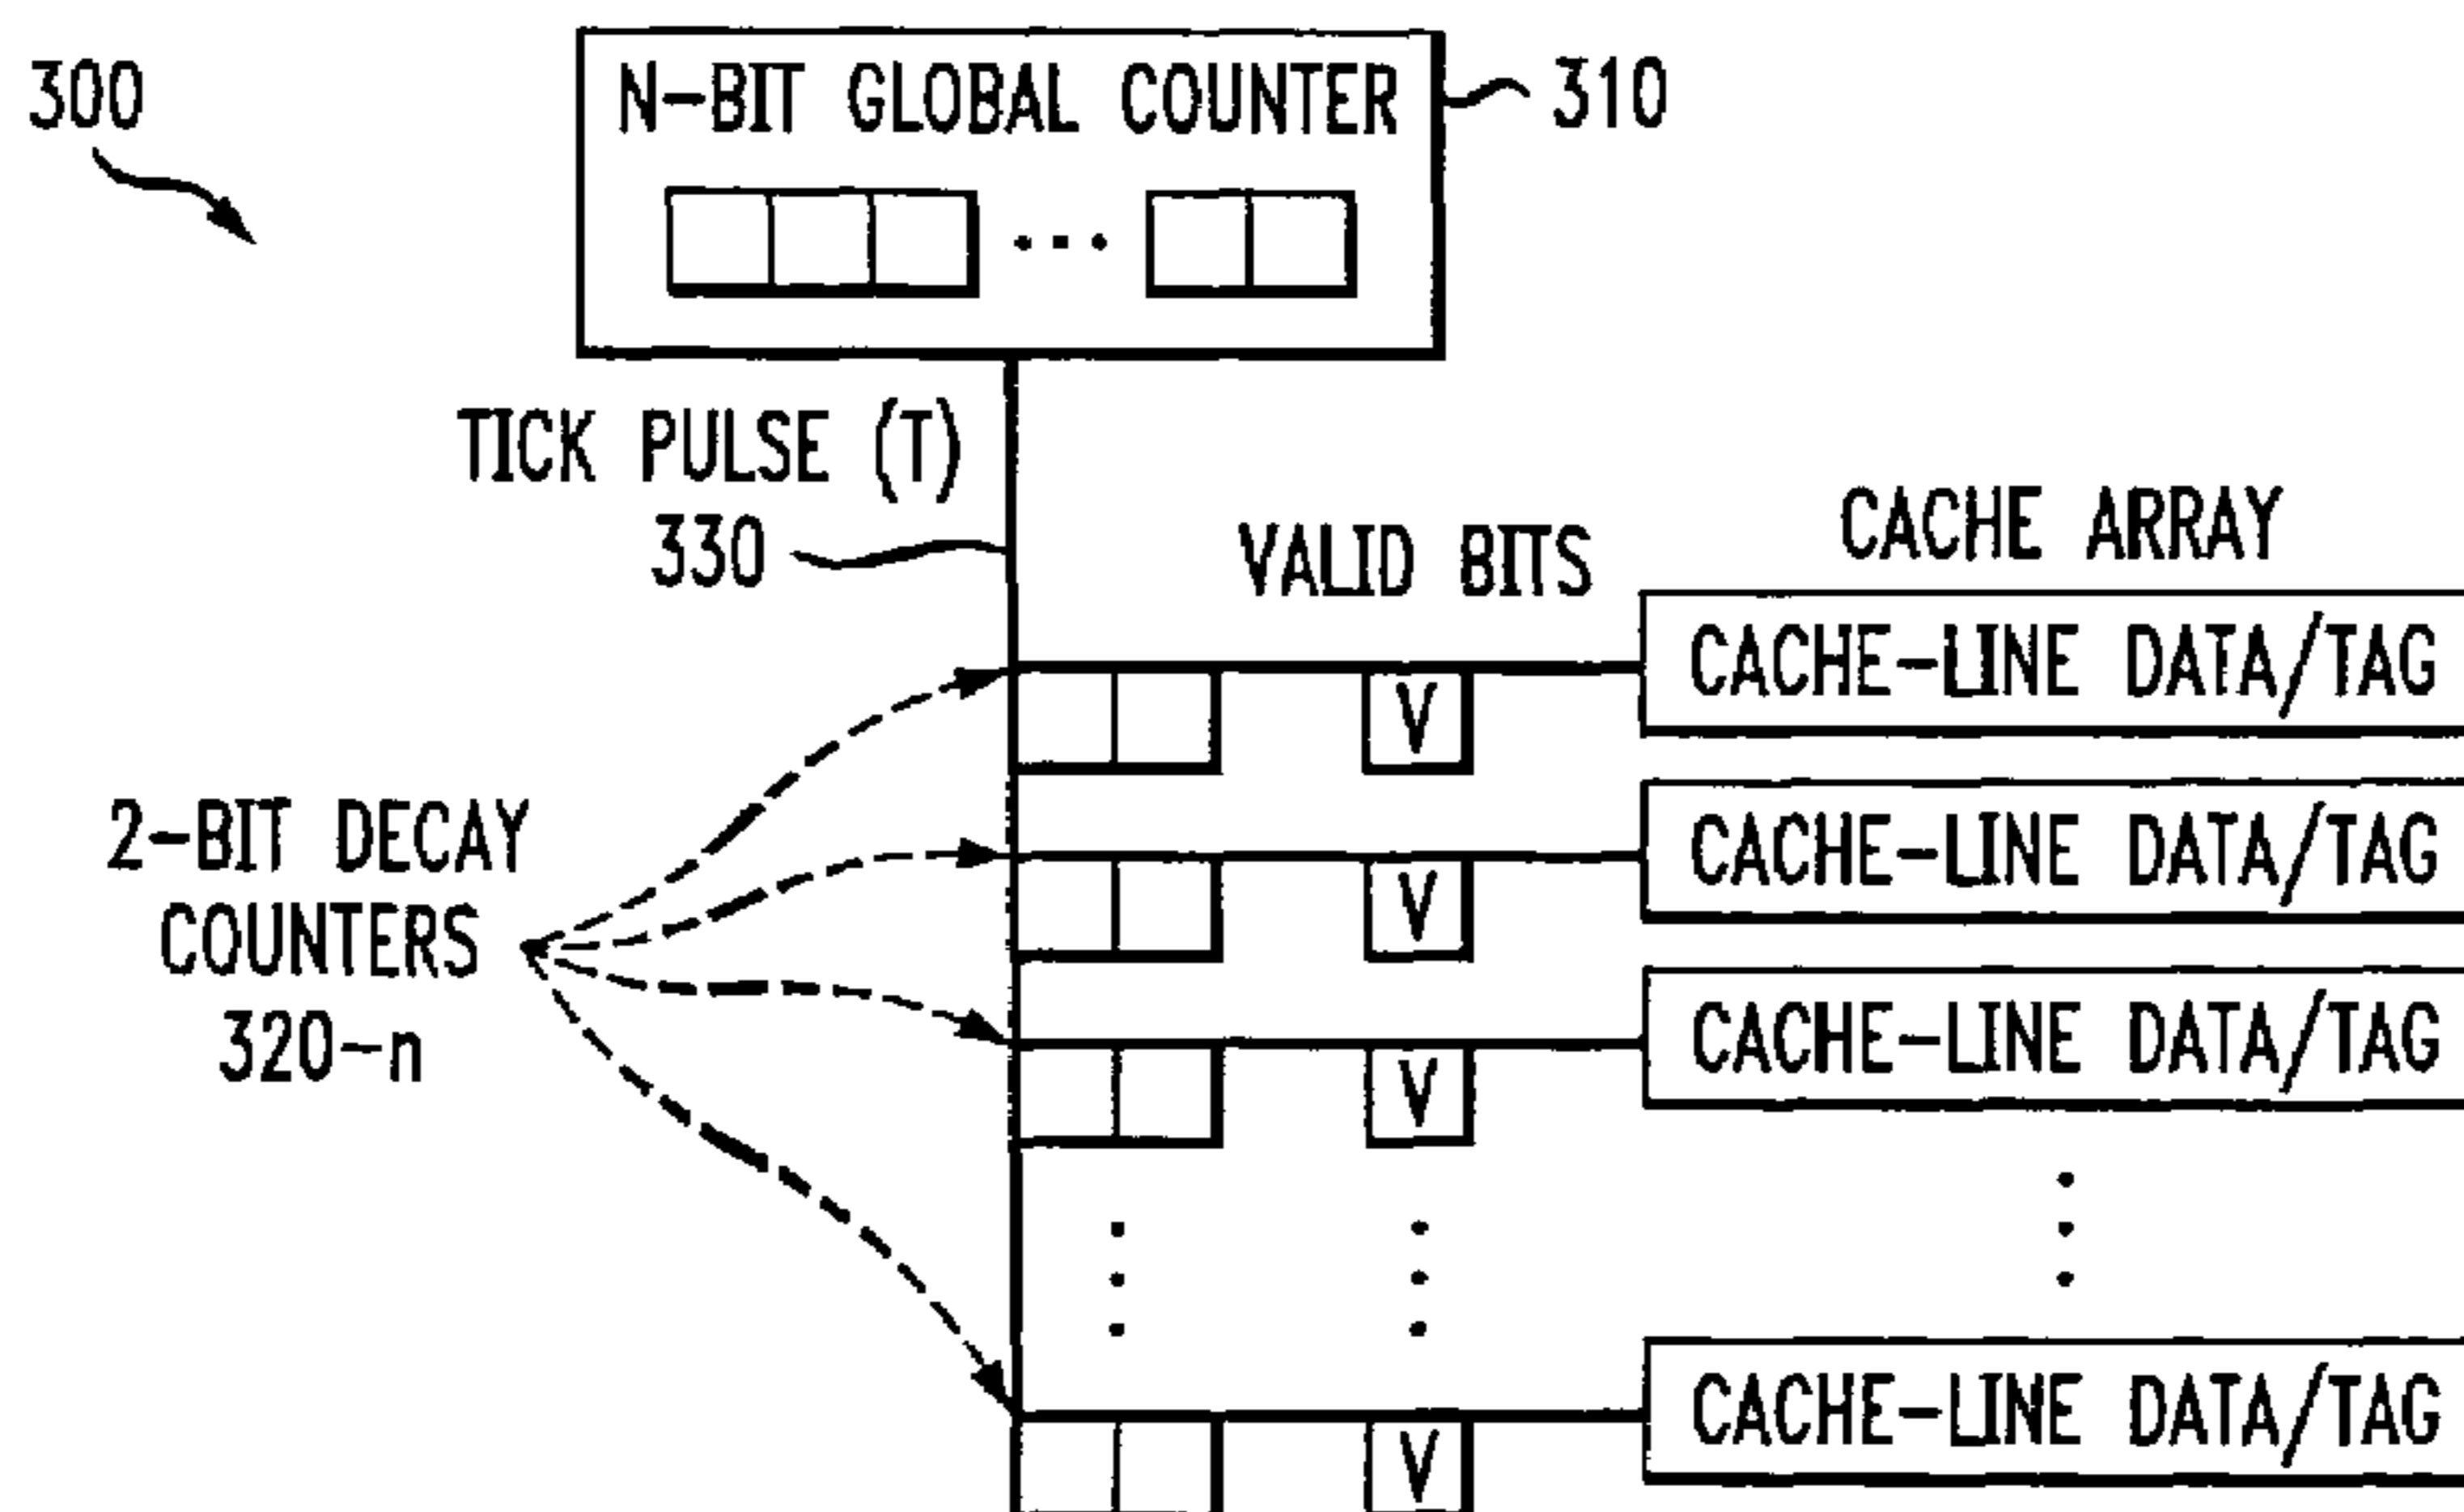 300
N-BIT GLOBAL COUNTER
310
TICK PULSE (T)
330
VALID BITS
CACHE ARRAY
V
CACHE-LINE DATA/TAG
2-BIT DECAY
COUNTERS
320-n
V
CACHE-LINE DATA/TAG
V
CACHE-LINE DATA/TAG
V
CACHE-LINE DATA/TAG